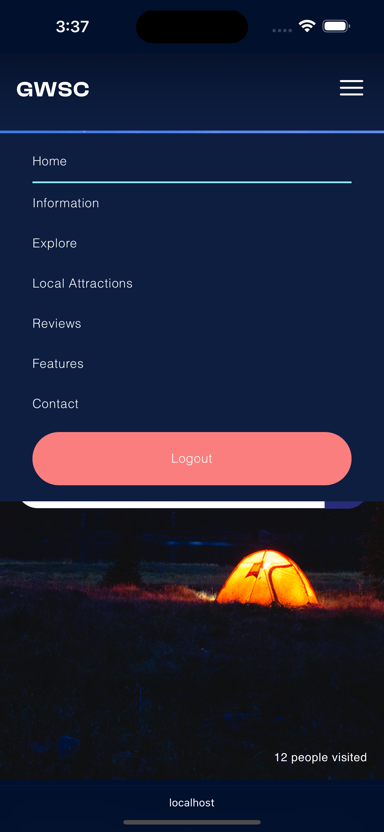 3:37
GWSC
Home
Information
Explore
Local Attractions
Reviews
Features
Contact
Logout
12 people visited
localhost